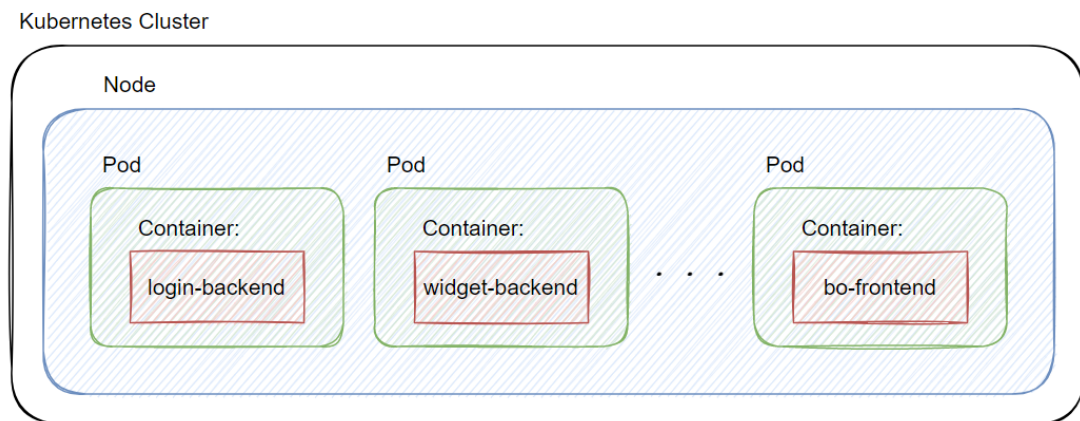 Kubernetes Cluster
Node
Pod
Pod
Pod
Container:
Container:
Container:
login-backend
widget-backend
. . .
bo-frontend